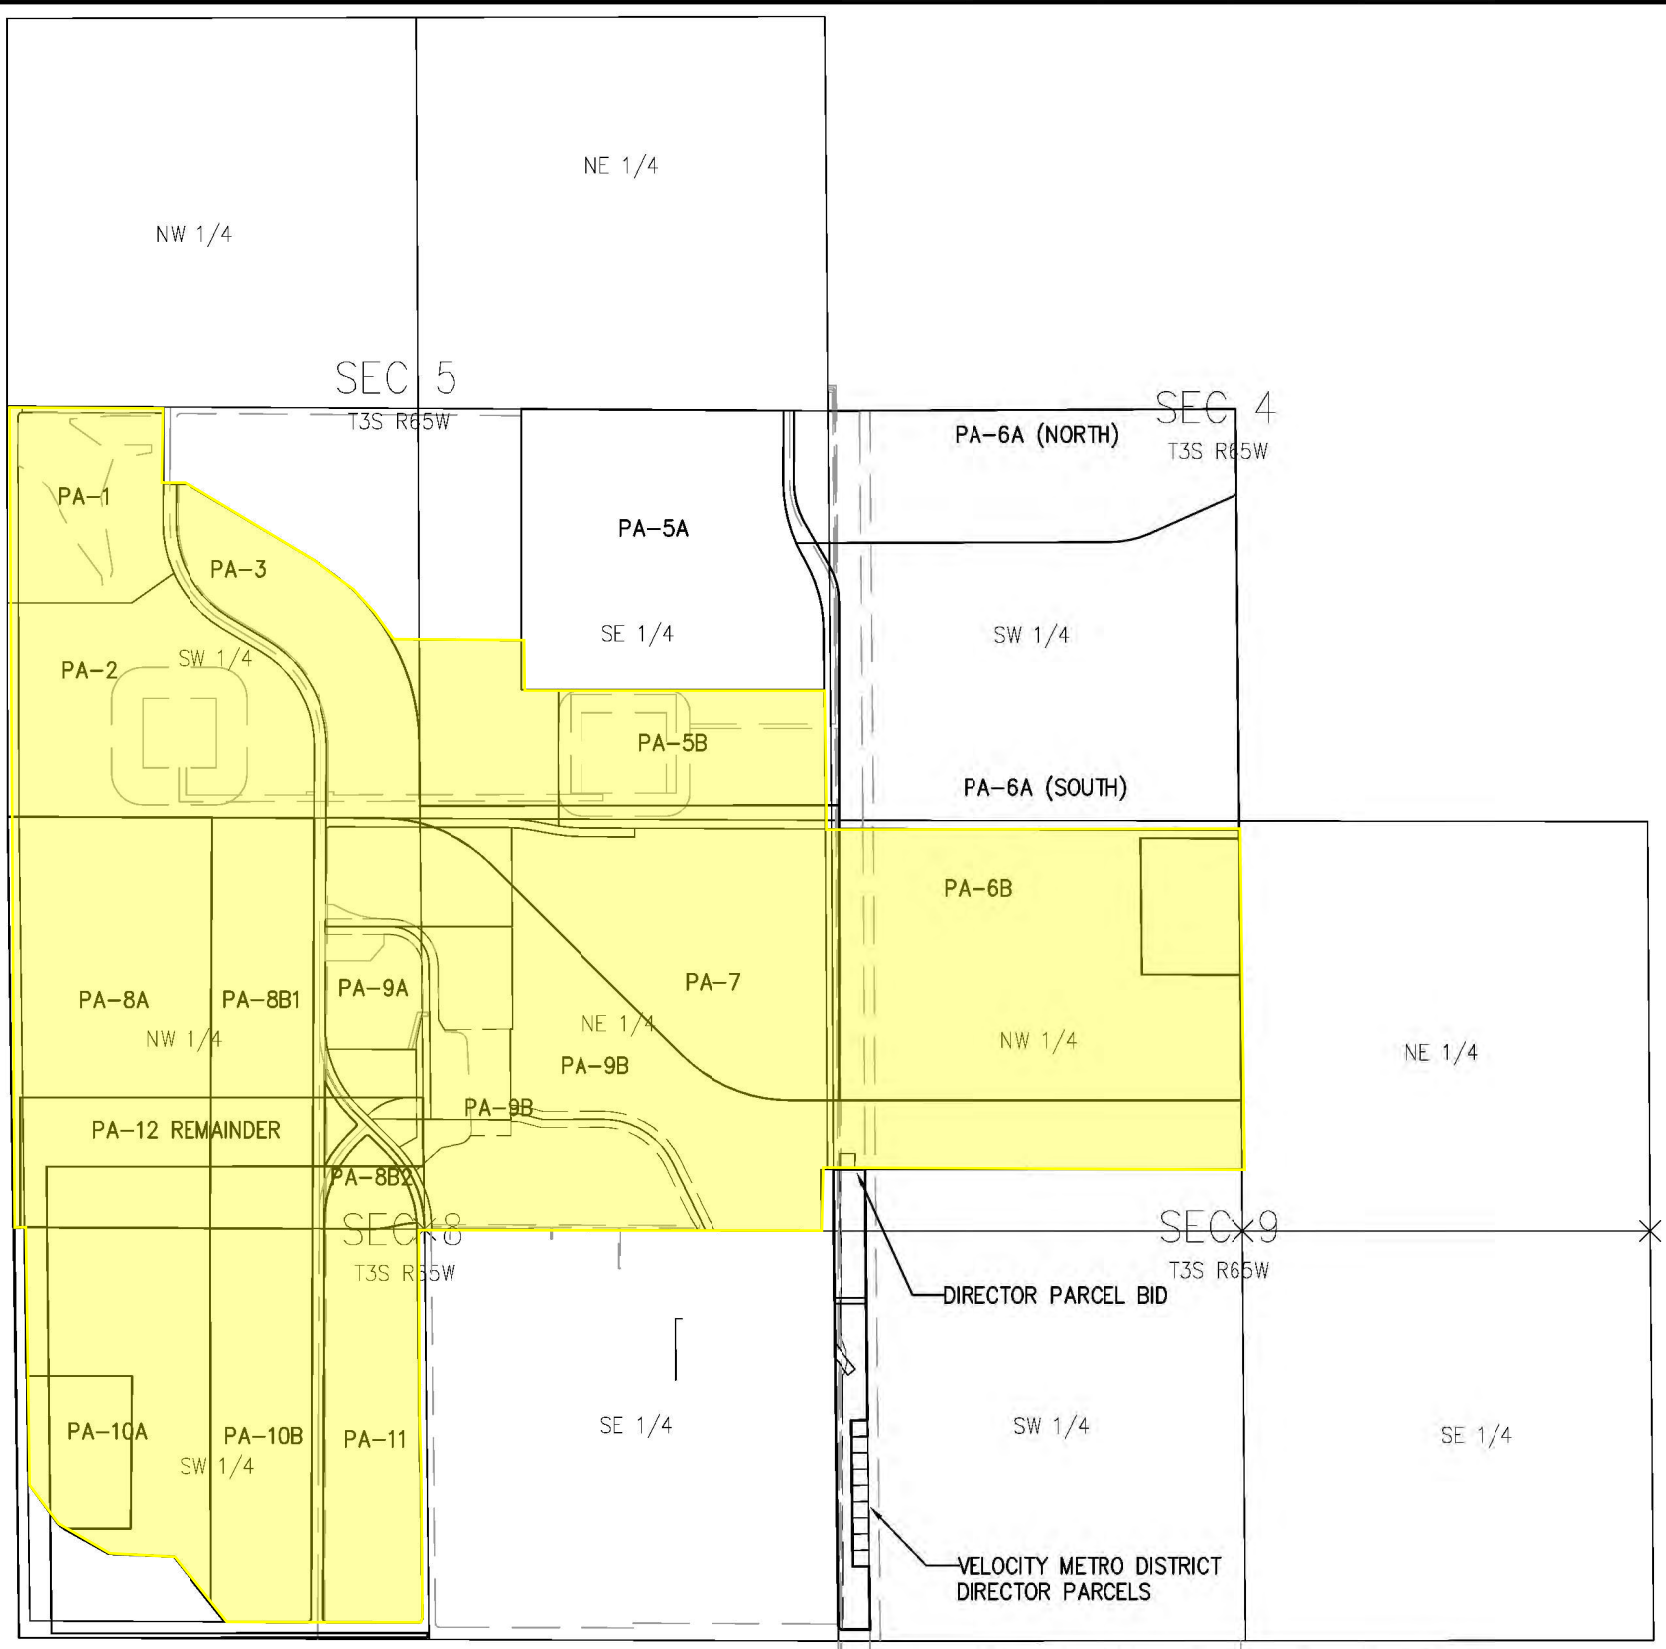 NE 1/4
NW 1/4
SEC 5
T3S R65W
SEC 4
T3S R65W
PA-6A (NORTH)
PA-1
PA-5A
PA-3
SE 1/4
SW 1/4
SW 1/4
PA-2
PA-5B
PA-6A (SOUTH)
PA-6B
PA-7
PA-9A
PA-8A
PA-8B1
NE 1/4
NW 1/4
NW 1/4
NE 1/4
PA-9B
PA-9B
PA-12 REMAINDER
PA-8B2
SEC 8
T3S R65W
SEC 9
T3S R65W
DIRECTOR PARCEL BID
PA-10A
PA-10B
PA-11
SE 1/4
SW 1/4
SE 1/4
SW 1/4
VELOCITY METRO DISTRICT
DIRECTOR PARCELS